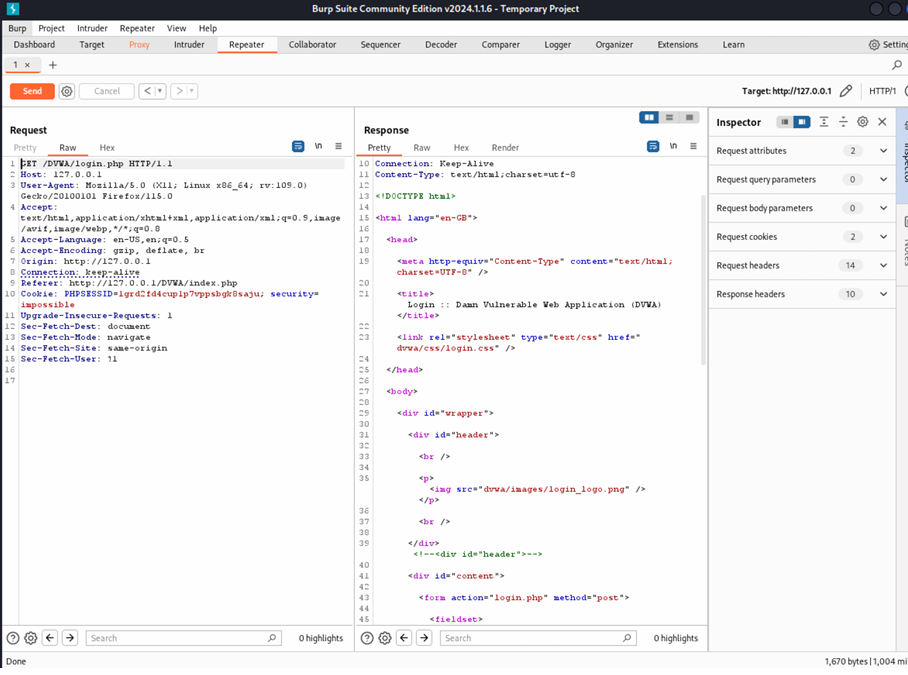 Burp Suite Community Edition v2024.1.1.6 - Temporary Project
Burp Project Intruder Repeater View Help
Dashboard Target Proxy Intruder Repeater Collaborator Sequencer Decoder Comparer Logger Organizer Extensions Learn Setting
1 × +
Send Cancel < > Target: http://127.0.0.1 HTTP/1
Request
Pretty Raw Hex \n
1 GET /DVWA/login.php HTTP/1.1
2 Host: 127.0.0.1
3 User-Agent: Mozilla/5.0 (X11; Linux x86_64; rv:109.0)
Gecko/20100101 Firefox/115.0
4 Accept:
text/html,application/xhtml+xml,application/xml;q=0.9,image
/avif,image/webp,*/*;q=0.8
5 Accept-Language: en-US,en;q=0.5
6 Accept-Encoding: gzip, deflate, br
7 Origin: http://127.0.0.1
8 Connection: keep-alive
9 Referer: http://127.0.0.1/DVWA/index.php
10 Cookie: PHPSESSID=1grd2fd4cuplp7vppsbgk8saju; security=
impossible
11 Upgrade-Insecure-Requests: 1
12 Sec-Fetch-Dest: document
13 Sec-Fetch-Mode: navigate
14 Sec-Fetch-Site: same-origin
15 Sec-Fetch-User: ?1
16
17
Search 0 highlights
Response
Pretty Raw Hex Render \n
10 Connection: Keep-Alive
11 Content-Type: text/html;charset=utf-8
12
13 <!DOCTYPE html>
14
15 <html lang="en-GB">
16
17 <head>
18
19 <meta http-equiv="Content-Type" content="text/html;
charset=UTF-8" />
20
21 <title>
Login :: Damn Vulnerable Web Application (DVWA)
</title>
22
23 <link rel="stylesheet" type="text/css" href="
dvwa/css/login.css" />
24
25 </head>
26
27 <body>
28
29 <div id="wrapper">
30
31 <div id="header">
32
33 <br />
34
35 <p>
<img src="dvwa/images/login_logo.png" />
</p>
36
37 <br />
38
39 </div>
<!--<div id="header">-->
40
41 <div id="content">
42
43 <form action="login.php" method="post">
44
45 <fieldset>
Search 0 highlights
Inspector
Request attributes 2
Request query parameters 0
Request body parameters 0
Request cookies 2
Request headers 14
Response headers 10
Inspector
Notes
Done 1,670 bytes | 1,004 mi